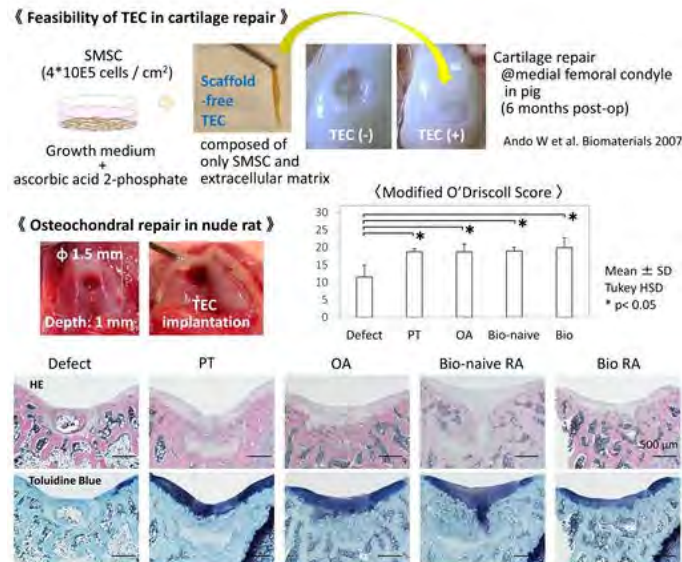 《 Feasibility of TEC in cartilage repair 》
SMSC
(4*10E5 cells / cm²)
Growth medium
+
ascorbic acid 2-phosphate
Scaffold
-free
TEC
composed of
only SMSC and
extracellular matrix
TEC (-)
TEC (+)
Cartilage repair
@medial femoral condyle
in pig
(6 months post-op)
Ando W et al. Biomaterials 2007
《 Osteochondral repair in nude rat 》
φ 1.5 mm
Depth: 1 mm
TEC
implantation
〈Modified O'Driscoll Score 〉
30
25
20
15
10
5
0
* * * *
Defect PT OA Bio-naive Bio
Mean ± SD
Tukey HSD
* p< 0.05
Defect PT OA Bio-naive RA Bio RA
HE
500 μm
Toluidine Blue